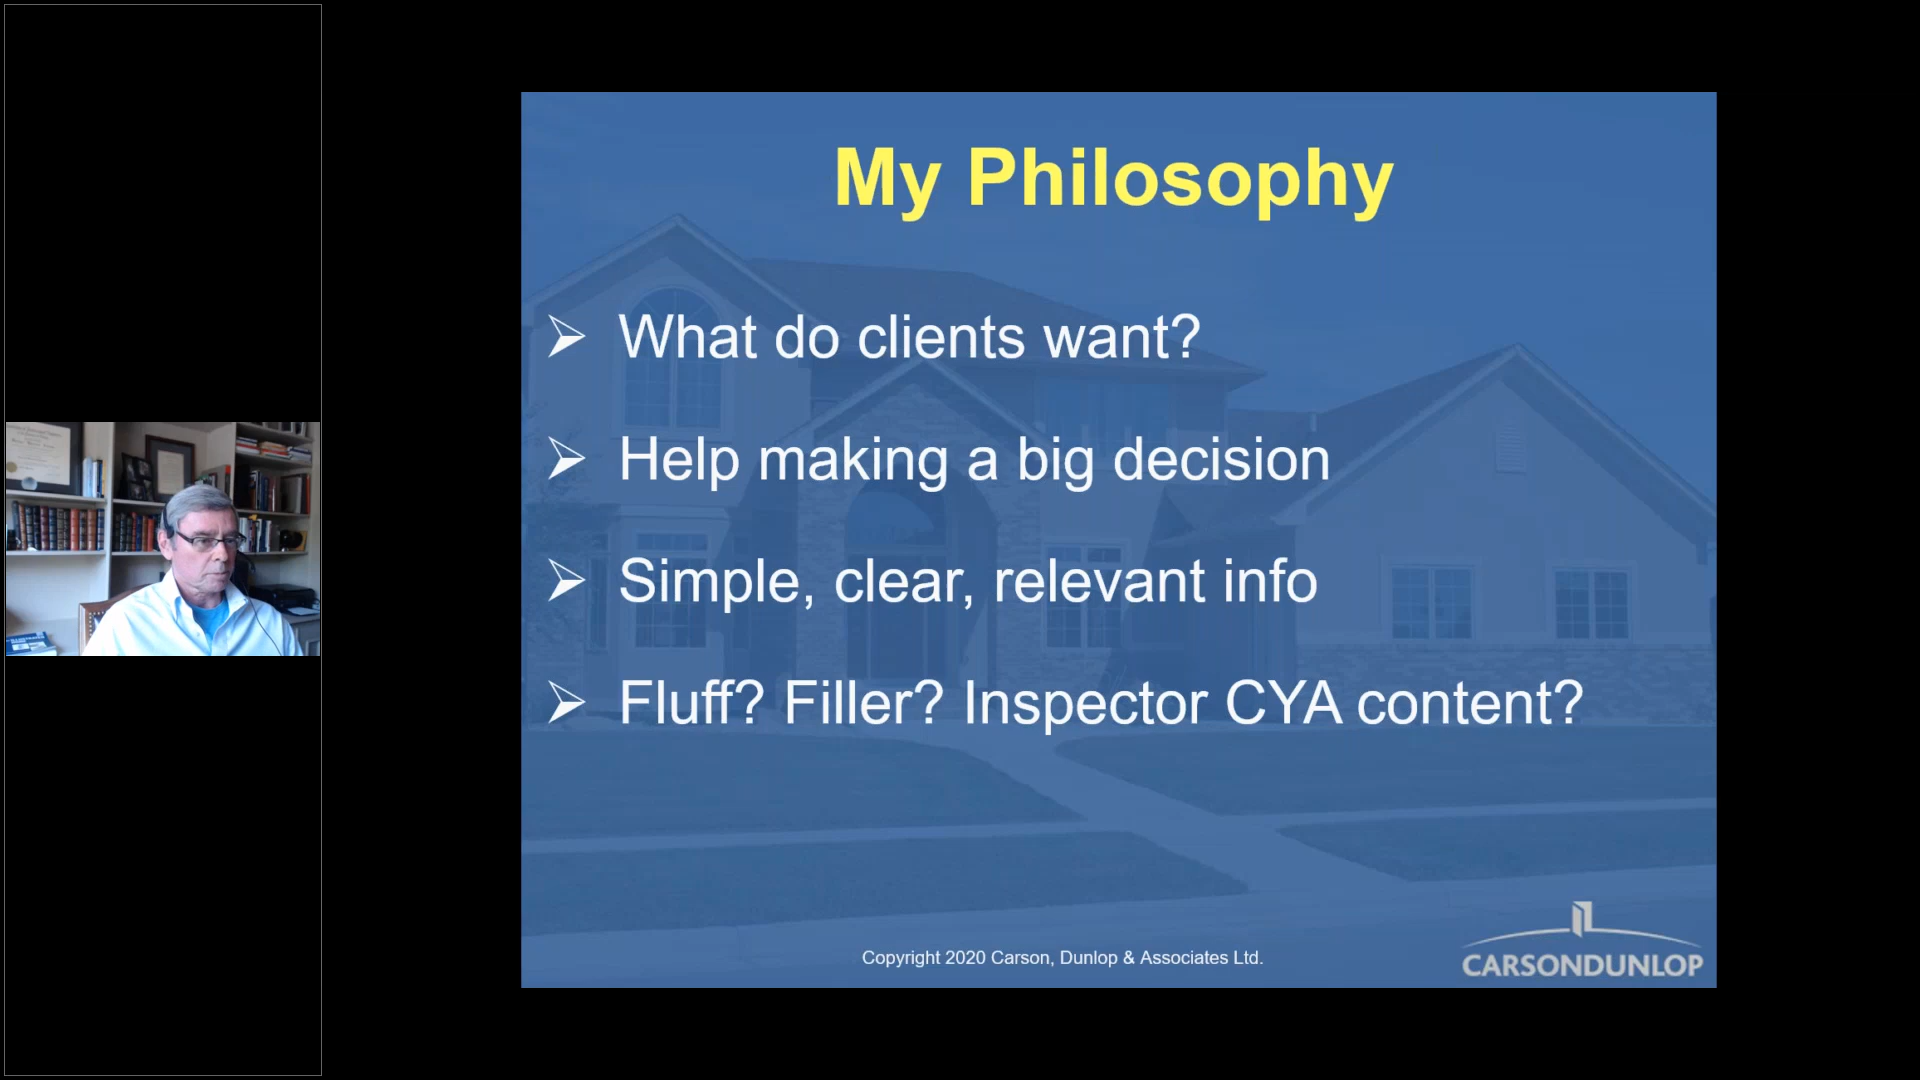 My Philosophy
What do clients want?
Help making a big decision
Simple, clear, relevant info
Fluff? Filler? Inspector CYA content?
Copyright 2020 Carson, Dunlop & Associates Ltd.
CARSONDUNLOP